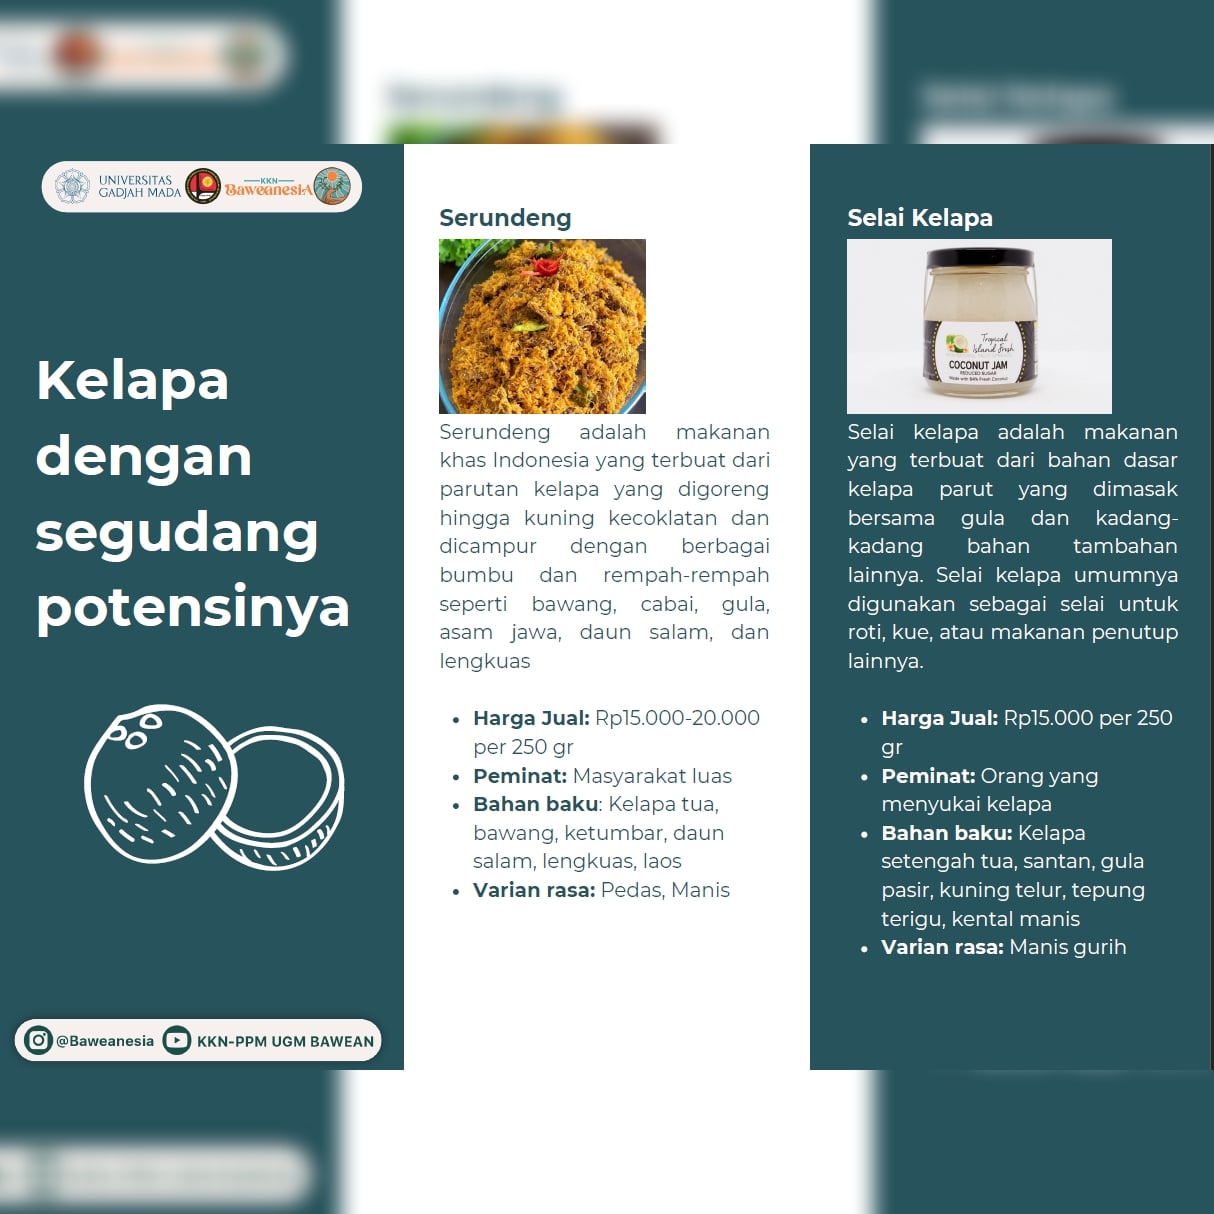 UNIVERSITAS
GADJAH MADA
KKN
BaweanesiA
Kelapa
dengan
segudang
potensinya
@Baweanesia
KKN-PPM UGM BAWEAN
Serundeng
Serundeng adalah makanan
khas Indonesia yang terbuat dari
parutan kelapa yang digoreng
hingga kuning kecoklatan dan
dicampur dengan berbagai
bumbu dan rempah-rempah
seperti bawang, cabai, gula,
asam jawa, daun salam, dan
lengkuas
• Harga Jual: Rp15.000-20.000
per 250 gr
• Peminat: Masyarakat luas
• Bahan baku: Kelapa tua,
bawang, ketumbar, daun
salam, lengkuas, laos
• Varian rasa: Pedas, Manis
Selai Kelapa
Tropical
Island Fresh
COCONUT JAM
REDUCED SUGAR
Made with 84% Fresh Coconut
Selai kelapa adalah makanan
yang terbuat dari bahan dasar
kelapa parut yang dimasak
bersama gula dan kadang-
kadang bahan tambahan
lainnya. Selai kelapa umumnya
digunakan sebagai selai untuk
roti, kue, atau makanan penutup
lainnya.
• Harga Jual: Rp15.000 per 250
gr
• Peminat: Orang yang
menyukai kelapa
• Bahan baku: Kelapa
setengah tua, santan, gula
pasir, kuning telur, tepung
terigu, kental manis
• Varian rasa: Manis gurih